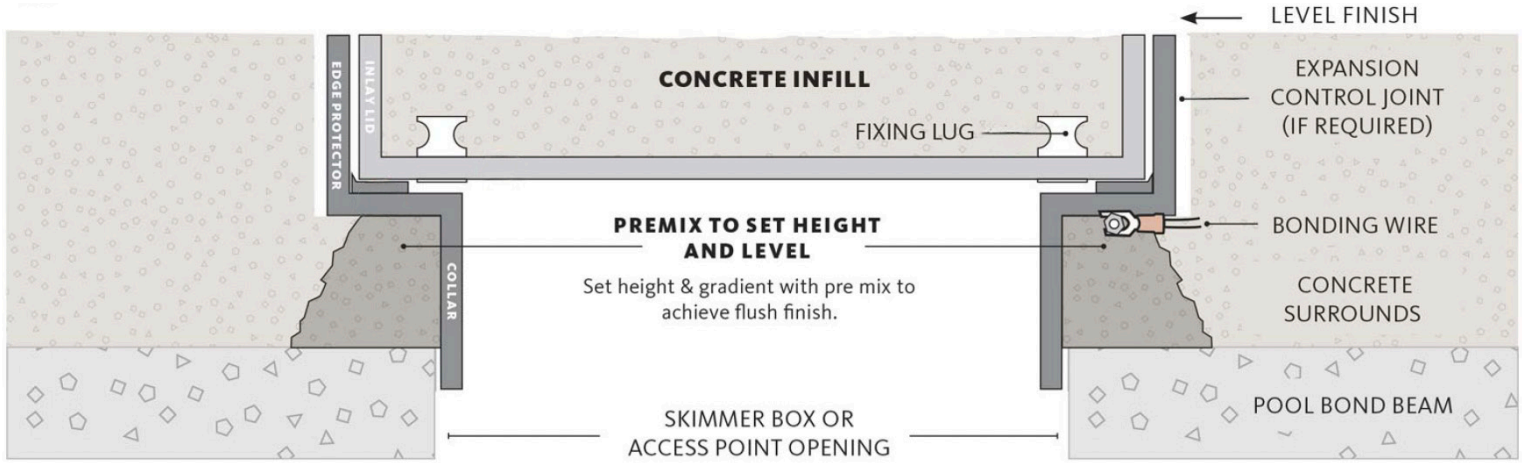 LEVEL FINISH
EDGE PROTECTOR
INLAY LID
CONCRETE INFILL
FIXING LUG
EXPANSION
CONTROL JOINT
(IF REQUIRED)
PREMIX TO SET HEIGHT
AND LEVEL
Set height & gradient with pre mix to
achieve flush finish.
BONDING WIRE
COLLAR
CONCRETE
SURROUNDS
SKIMMER BOX OR
ACCESS POINT OPENING
POOL BOND BEAM